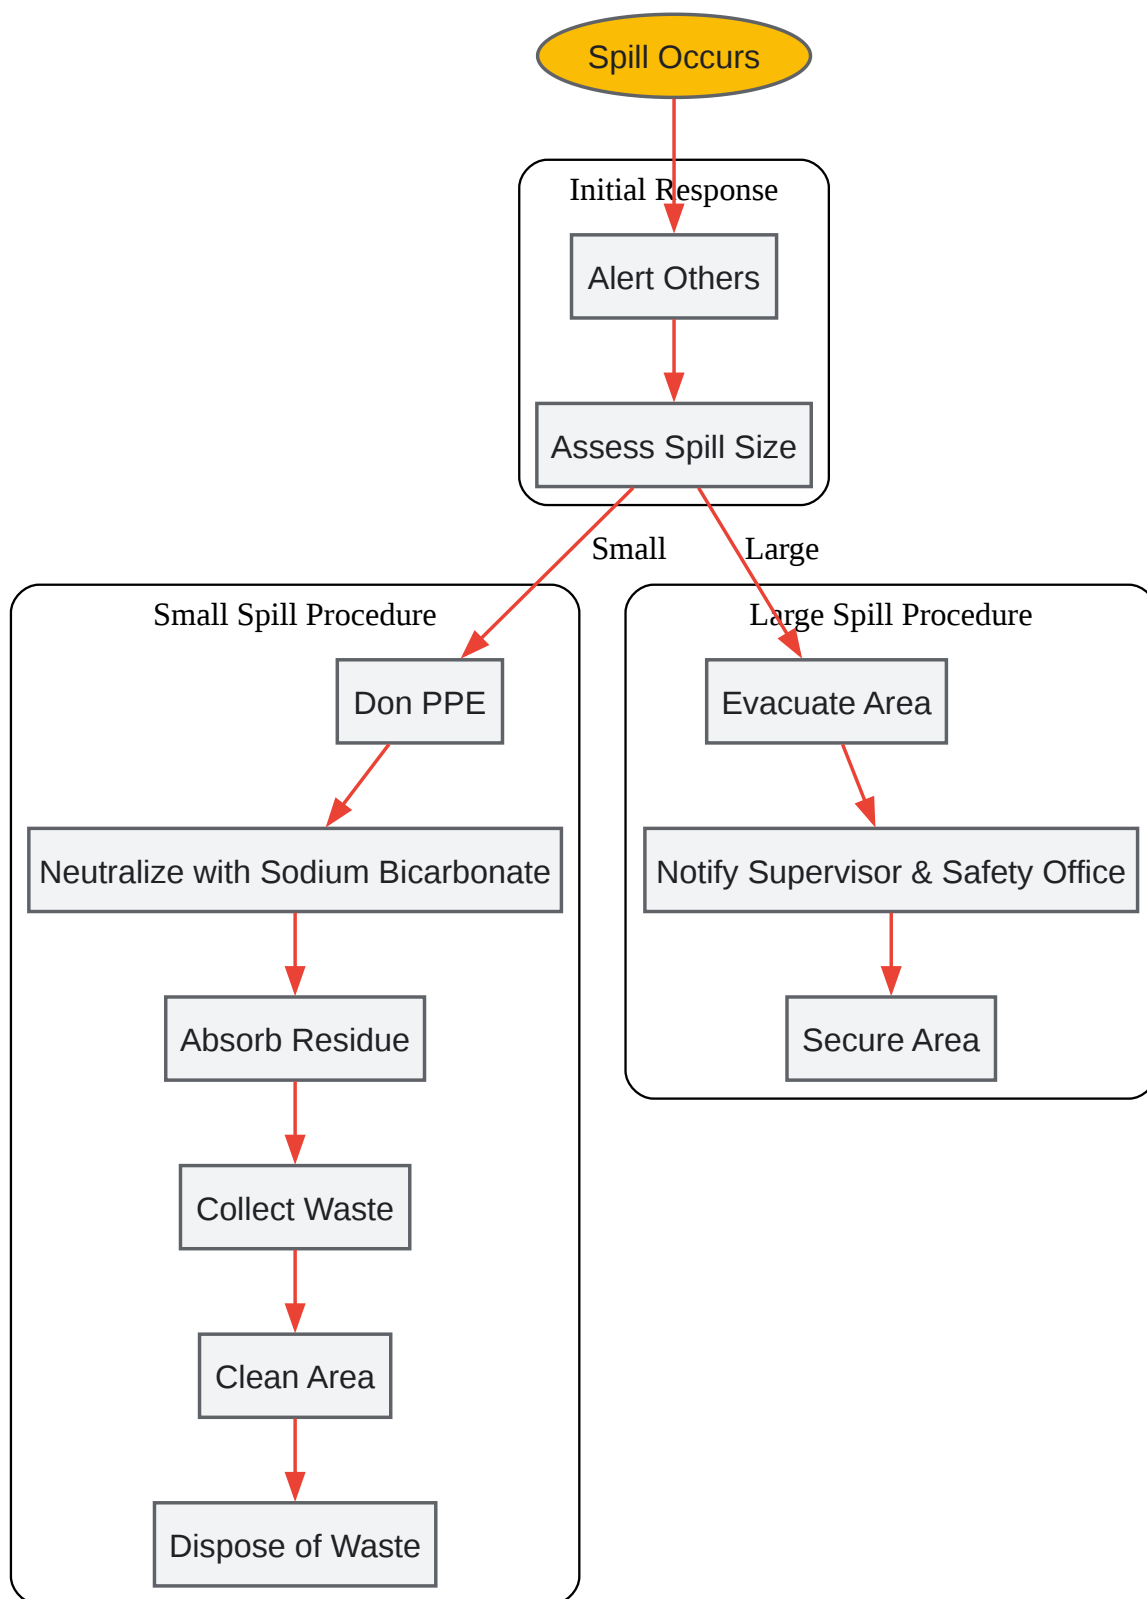 Spill Occurs
Initial Response
Alert Others
Assess Spill Size
Small
Large
Small Spill Procedure
Don PPE
Neutralize with Sodium Bicarbonate
Absorb Residue
Collect Waste
Clean Area
Dispose of Waste
Large Spill Procedure
Evacuate Area
Notify Supervisor & Safety Office
Secure Area